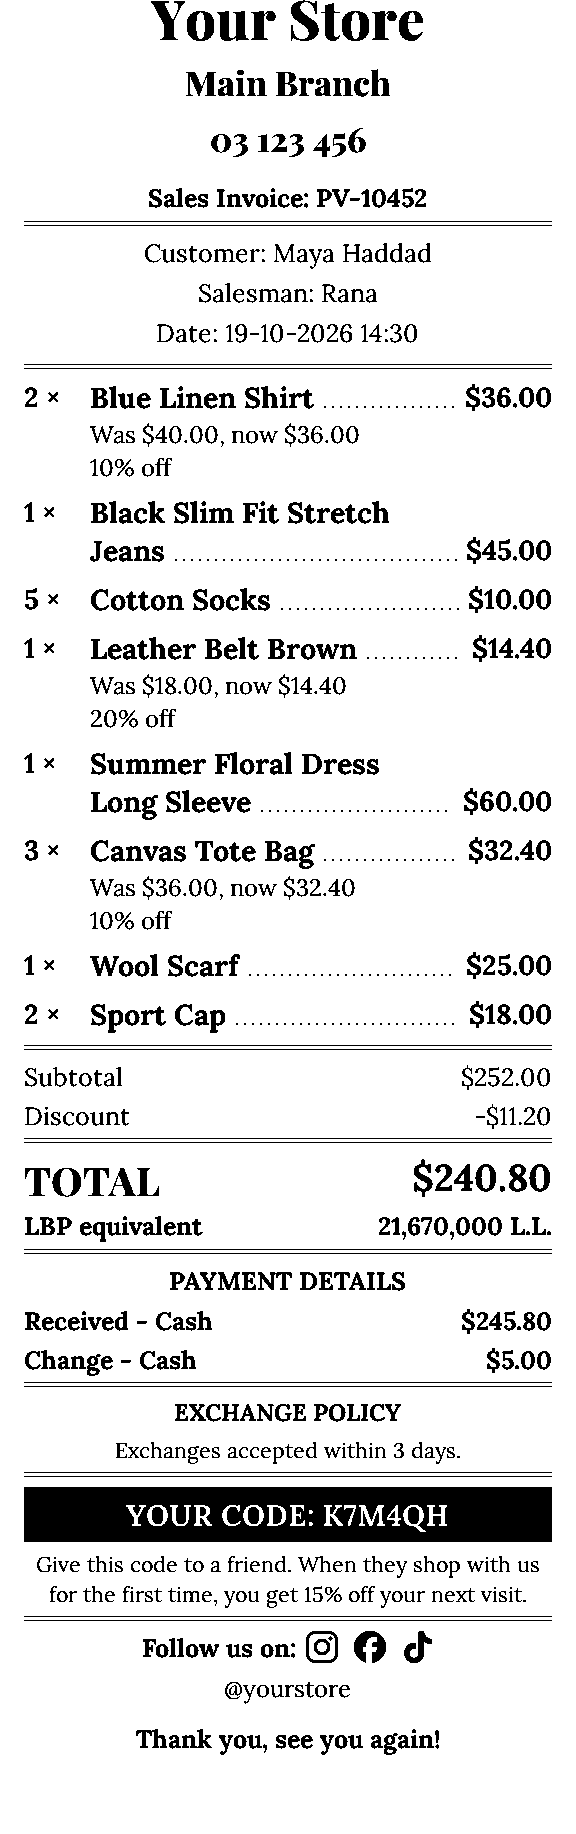 Your Store
Main Branch
03 123 456
Sales Invoice: PV-10452
Customer: Maya Haddad
Salesman: Rana
Date: 19-10-2026 14:30
2 × Blue Linen Shirt ................. $36.00
Was $40.00, now $36.00
10% off
1 × Black Slim Fit Stretch
Jeans .................................... $45.00
5 × Cotton Socks ....................... $10.00
1 × Leather Belt Brown ............ $14.40
Was $18.00, now $14.40
20% off
1 × Summer Floral Dress
Long Sleeve ........................ $60.00
3 × Canvas Tote Bag ................. $32.40
Was $36.00, now $32.40
10% off
1 × Wool Scarf .......................... $25.00
2 × Sport Cap ............................ $18.00
Subtotal $252.00
Discount -$11.20
TOTAL $240.80
LBP equivalent 21,670,000 L.L.
PAYMENT DETAILS
Received - Cash $245.80
Change - Cash $5.00
EXCHANGE POLICY
Exchanges accepted within 3 days.
YOUR CODE: K7M4QH
Give this code to a friend. When they shop with us
for the first time, you get 15% off your next visit.
Follow us on:
@yourstore
Thank you, see you again!